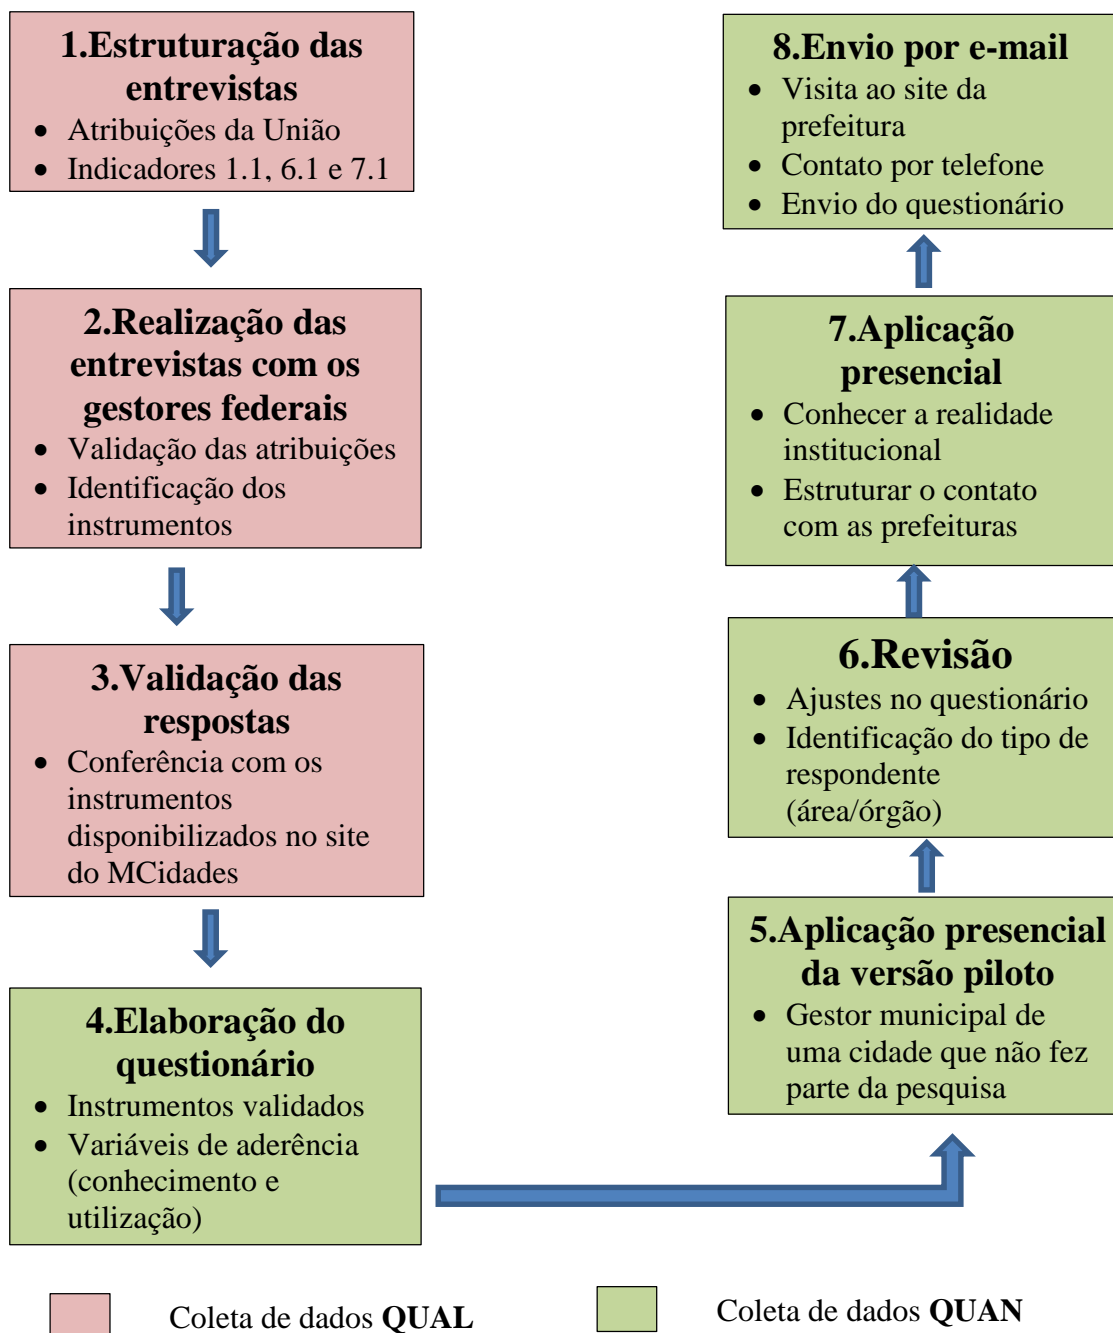 1.Estruturação das
entrevistas
• Atribuições da União
• Indicadores 1.1, 6.1 e 7.1
2.Realização das
entrevistas com os
gestores federais
• Validação das atribuições
• Identificação dos
instrumentos
3.Validação das
respostas
• Conferência com os
instrumentos
disponibilizados no site
do MCidades
4.Elaboração do
questionário
• Instrumentos validados
• Variáveis de aderência
(conhecimento e
utilização)
5.Aplicação presencial
da versão piloto
• Gestor municipal de
uma cidade que não fez
parte da pesquisa
6.Revisão
• Ajustes no questionário
• Identificação do tipo de
respondente
(área/órgão)
7.Aplicação
presencial
• Conhecer a realidade
institucional
• Estruturar o contato
com as prefeituras
8.Envio por e-mail
• Visita ao site da
prefeitura
• Contato por telefone
• Envio do questionário
Coleta de dados QUAL
Coleta de dados QUAN